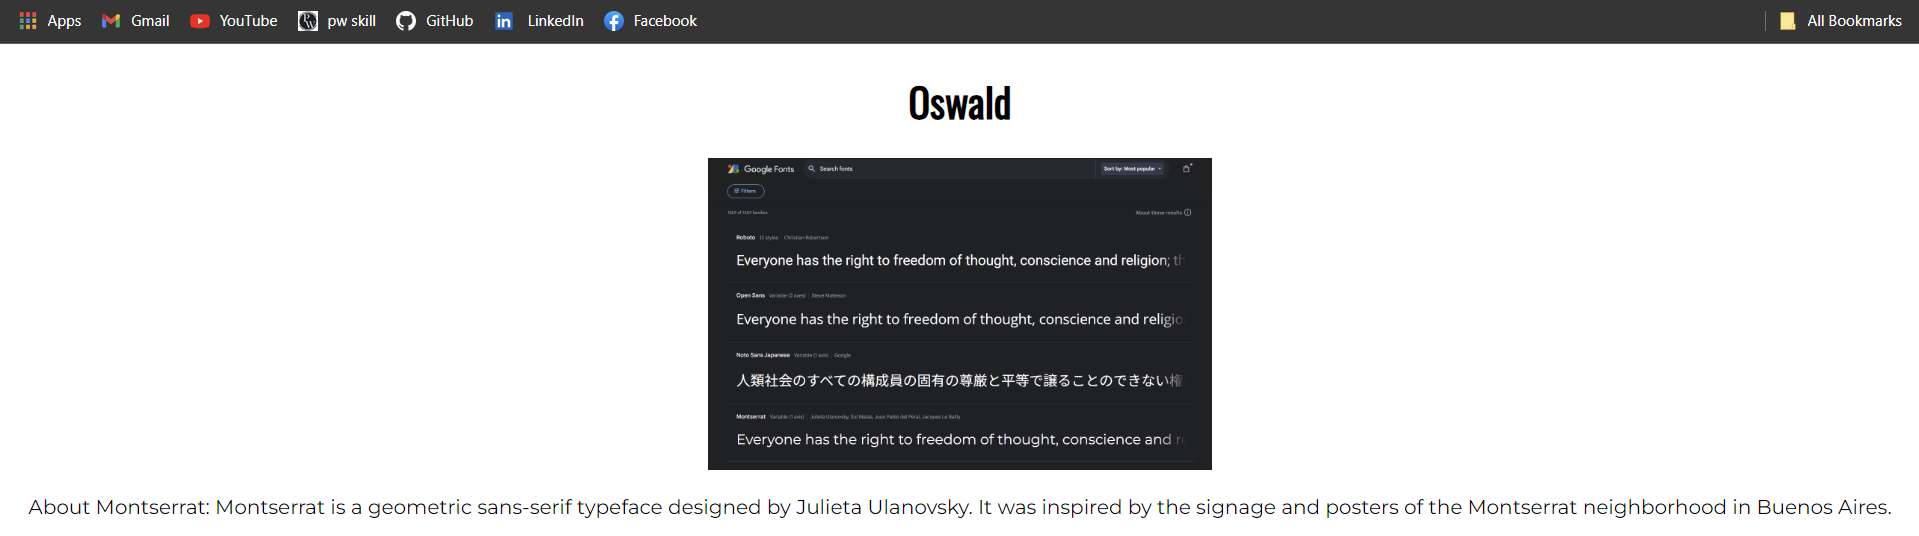 Apps Gmail YouTube pw skill GitHub LinkedIn Facebook All Bookmarks
Oswald
Google Fonts Search fonts Sort by: Most popular
Filters
About these results
Roboto 12 styles | Christian Robertson
Everyone has the right to freedom of thought, conscience and religion; th
Open Sans Variable (2 axes) | Steve Matteson
Everyone has the right to freedom of thought, conscience and religio
Noto Sans Japanese Variable (1 axis) | Google
人類社会のすべての構成員の固有の尊厳と平等で譲ることのできない権
Montserrat Variable (1 axis) | Julieta Ulanovsky, Sol Matas, Juan Pablo del Peral, Jacques Le Bailly
Everyone has the right to freedom of thought, conscience and re
About Montserrat: Montserrat is a geometric sans-serif typeface designed by Julieta Ulanovsky. It was inspired by the signage and posters of the Montserrat neighborhood in Buenos Aires.